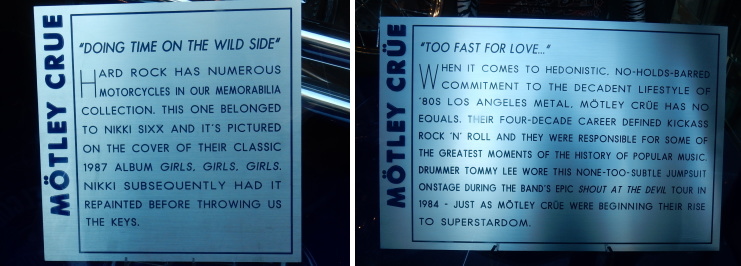 MÖTLEY CRUE
"DOING TIME ON THE WILD SIDE"
HARD ROCK HAS NUMEROUS
MOTORCYCLES IN OUR MEMORABILIA
COLLECTION. THIS ONE BELONGED
TO NIKKI SIXX AND IT'S PICTURED
ON THE COVER OF THEIR CLASSIC
1987 ALBUM GIRLS, GIRLS, GIRLS.
NIKKI SUBSEQUENTLY HAD IT
REPAINTED BEFORE THROWING US
THE KEYS.
MÖTLEY CRÜE
"TOO FAST FOR LOVE..."
WHEN IT COMES TO HEDONISTIC, NO-HOLDS-BARRED
COMMITMENT TO THE DECADENT LIFESTYLE OF
'80S LOS ANGELES METAL, MÖTLEY CRÜE HAS NO
EQUALS. THEIR FOUR-DECADE CAREER DEFINED KICKASS
ROCK 'N' ROLL AND THEY WERE RESPONSIBLE FOR SOME OF
THE GREATEST MOMENTS OF THE HISTORY OF POPULAR MUSIC.
DRUMMER TOMMY LEE WORE THIS NONE-TOO-SUBTLE JUMPSUIT
ONSTAGE DURING THE BAND'S EPIC SHOUT AT THE DEVIL TOUR IN
1984 - JUST AS MÖTLEY CRÜE WERE BEGINNING THEIR RISE
TO SUPERSTARDOM.